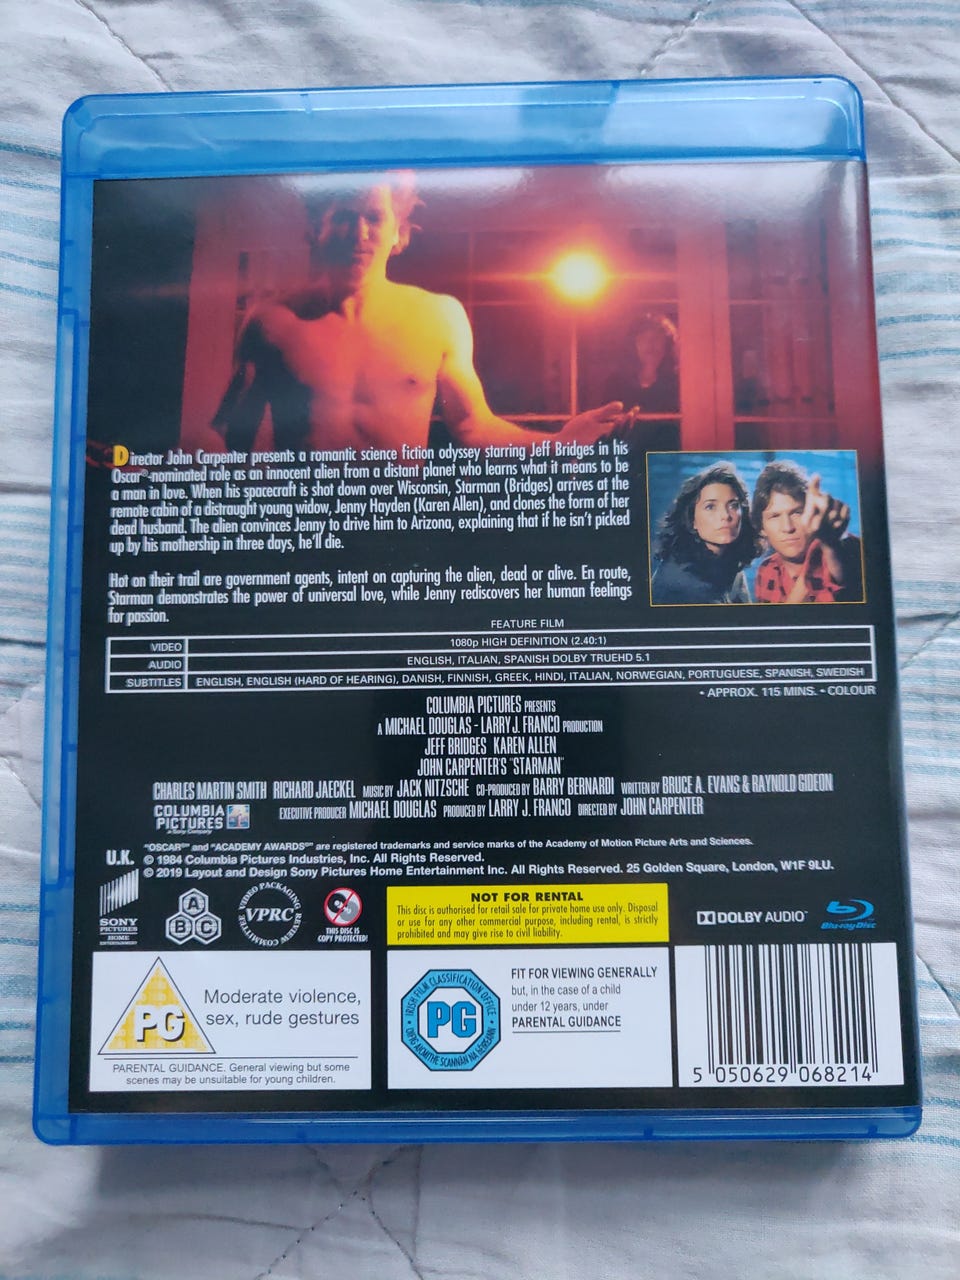 Director John Carpenter presents a romantic science fiction odyssey starring Jeff Bridges in his
Oscar®-nominated role as an innocent alien from a distant planet who learns what it means to be
a man in love. When his spacecraft is shot down over Wisconsin, Starman (Bridges) arrives at the
remote cabin of a distraught young widow, Jenny Hayden (Karen Allen), and clones the form of her
dead husband. The alien convinces Jenny to drive him to Arizona, explaining that if he isn't picked
up by his mothership in three days, he'll die.
Hot on their trail are government agents, intent on capturing the alien, dead or alive. En route,
Starman demonstrates the power of universal love, while Jenny rediscovers her human feelings
for passion.
FEATURE FILM
VIDEO 1080p HIGH DEFINITION (2.40:1)
AUDIO ENGLISH, ITALIAN, SPANISH DOLBY TRUEHD 5.1
SUBTITLES ENGLISH, ENGLISH (HARD OF HEARING), DANISH, FINNISH, GREEK, HINDI, ITALIAN, NORWEGIAN, PORTUGUESE, SPANISH, SWEDISH
• APPROX. 115 MINS. • COLOUR
COLUMBIA PICTURES PRESENTS
A MICHAEL DOUGLAS - LARRY J. FRANCO PRODUCTION
JEFF BRIDGES KAREN ALLEN
JOHN CARPENTER'S "STARMAN"
CHARLES MARTIN SMITH RICHARD JAECKEL MUSIC BY JACK NITZSCHE CO-PRODUCED BY BARRY BERNARDI WRITTEN BY BRUCE A. EVANS & RAYNOLD GIDEON
EXECUTIVE PRODUCER MICHAEL DOUGLAS PRODUCED BY LARRY J. FRANCO DIRECTED BY JOHN CARPENTER
COLUMBIA
PICTURES
a Sony Company
"OSCAR®" and "ACADEMY AWARDS®" are registered trademarks and service marks of the Academy of Motion Picture Arts and Sciences.
U.K. © 1984 Columbia Pictures Industries, Inc. All Rights Reserved.
© 2019 Layout and Design Sony Pictures Home Entertainment Inc. All Rights Reserved. 25 Golden Square, London, W1F 9LU.
SONY
PICTURES
HOME
ENTERTAINMENT
A
B C
VIDEO PACKAGING REVIEW COMMITTEE
VPRC
THIS DISC IS
COPY PROTECTED!
NOT FOR RENTAL
This disc is authorised for retail sale for private home use only. Disposal
or use for any other commercial purpose, including rental, is strictly
prohibited and may give rise to civil liability.
DOLBY AUDIO™
Blu-ray Disc
PG
Moderate violence,
sex, rude gestures
PARENTAL GUIDANCE. General viewing but some
scenes may be unsuitable for young children.
IRISH FILM CLASSIFICATION OFFICE
PG
OIFIG AICMITHE SCANNÁN NA HÉIREANN
FIT FOR VIEWING GENERALLY
but, in the case of a child
under 12 years, under
PARENTAL GUIDANCE
5 050629 068214